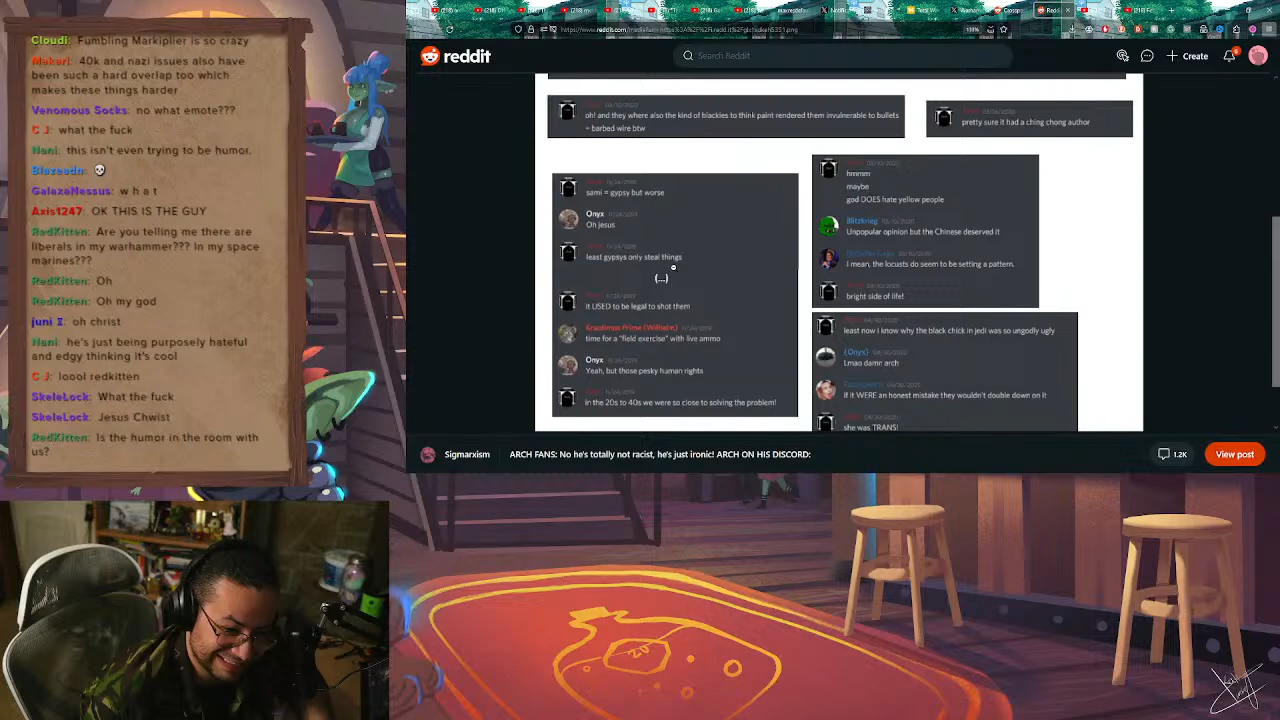 Cloudi: Fumbling Markiplier is so crazy
Makari: 40k and nazi issues also have
been such a hard overlap too which
makes these things harder
Venomous Socks: no what emote???
C J: what the fuck
Nani: this isn't even trying to be humor.
Blazeadn: 💀
GalaxaNessus: w h a t
Axis1247: OK THIS IS THE GUY
RedKitten: Are you telling me there are
liberals in my warhammer??? In my space
marines???
RedKitten: Oh
RedKitten: Oh my god
juni: oh christ
Nani: he's just being purposely hateful
and edgy thinking it's cool
C J: loool redkitten
SkeleLock: What the fuck
SkeleLock: Jesus Chwist
RedKitten: Is the humor in the room with
us?
133%
reddit
Search Reddit
Create
oh! and they where also the kind of blackies to think paint rendered them invulnerable to bullets
+ barbed wire btw
pretty sure it had a ching chong author
sami = gypsy but worse
Onyx
Oh jesus
least gypsys only steal things
(...)
it USED to be legal to shot them
time for a "field exercise" with live ammo
Onyx
Yeah, but those pesky human rights
in the 20s to 40s we were so close to solving the problem!
hmmm
maybe
god DOES hate yellow people
Blitzkrieg
Unpopular opinion but the Chinese deserved it
I mean, the locusts do seem to be setting a pattern.
bright side of life!
least now i know why the black chick in jedi was so ungodly ugly
(Onyx)
Lmao damn arch
If it WERE an honest mistake they wouldn't double down on it
she was TRANS!
Sigmarxism
ARCH FANS: No he's totally not racist, he's just ironic! ARCH ON HIS DISCORD:
1.2K
View post
20